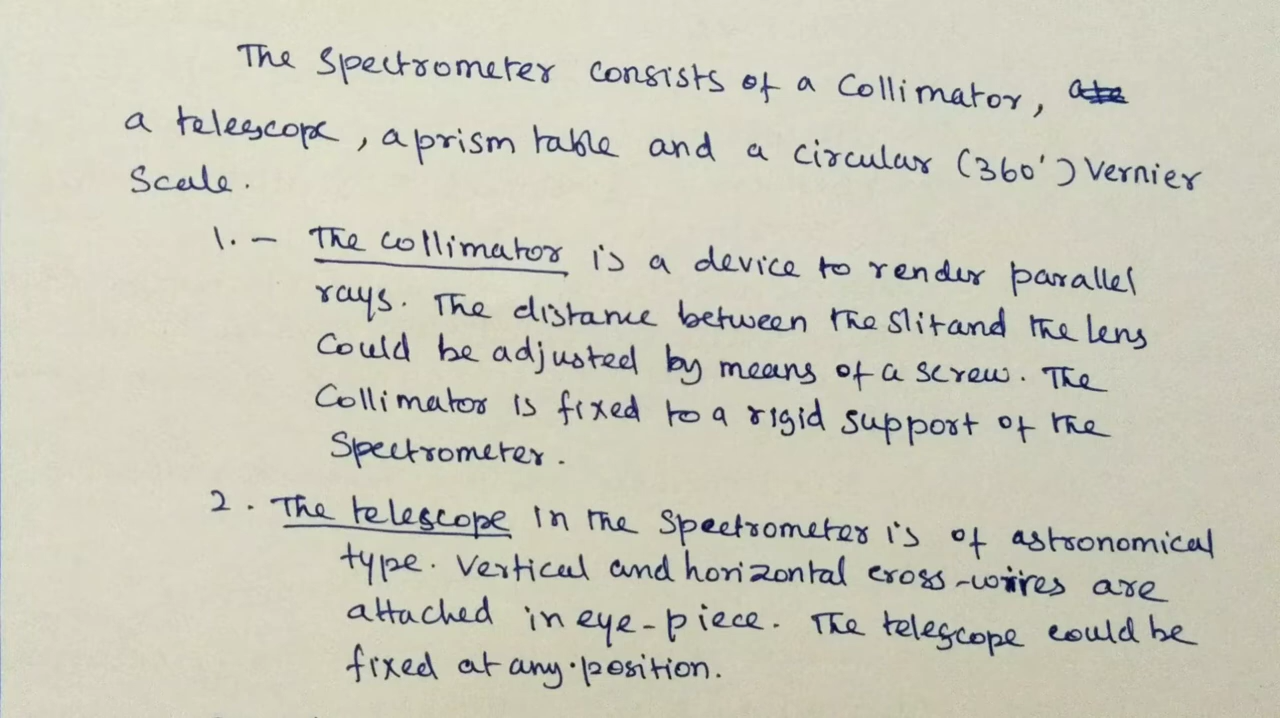 The Spectrometer consists of a Collimator, ate
a telescope, a prism table and a circular (360') Vernier
Scale.
1. - The collimator is a device to render parallel
rays. The distance between the slit and the lens
Could be adjusted by means of a screw. The
Collimator is fixed to a rigid support of the
Spectrometer.
2. The telescope in the Spectrometer is of astronomical
type. Vertical and horizontal cross-wires are
attached in eye-piece. The telescope could be
fixed at any position.